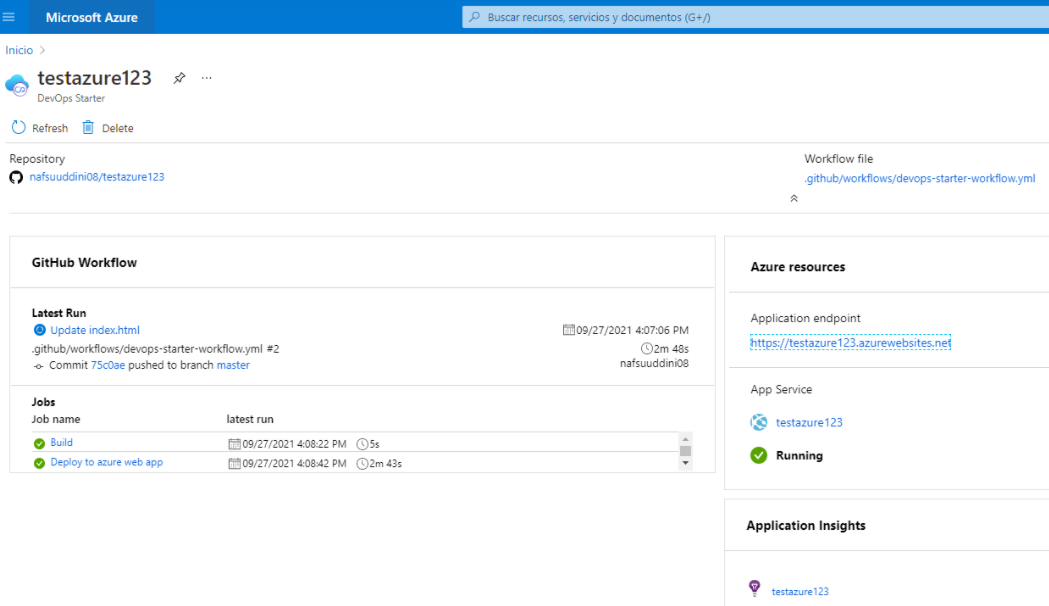 Microsoft Azure
Buscar recursos, servicios y documentos (G+/)
Inicio >
testazure123 ...
DevOps Starter
Refresh Delete
Repository
nafsuuddini08/testazure123
Workflow file
.github/workflows/devops-starter-workflow.yml
GitHub Workflow
Latest Run
Update index.html 09/27/2021 4:07:06 PM
.github/workflows/devops-starter-workflow.yml #2 2m 48s
Commit 75c0ae pushed to branch master nafsuuddini08
Jobs
Job name latest run
Build 09/27/2021 4:08:22 PM 5s
Deploy to azure web app 09/27/2021 4:08:42 PM 2m 43s
Azure resources
Application endpoint
https://testazure123.azurewebsites.net
App Service
testazure123
Running
Application Insights
testazure123